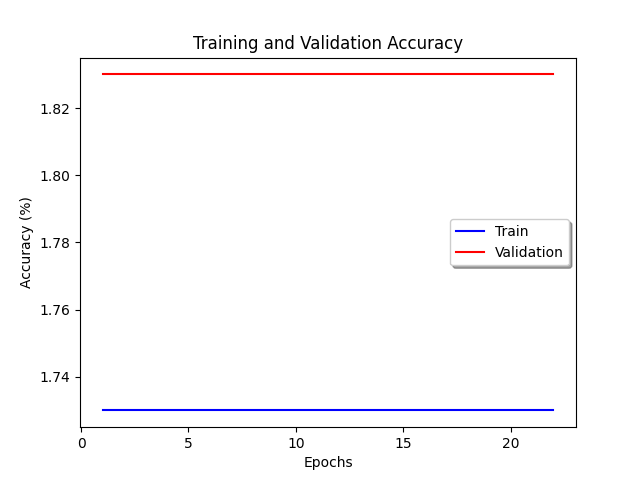 Training and Validation Accuracy
Accuracy (%)
1.82
1.80
1.78
1.76
1.74
Train
Validation
0 5 10 15 20
Epochs